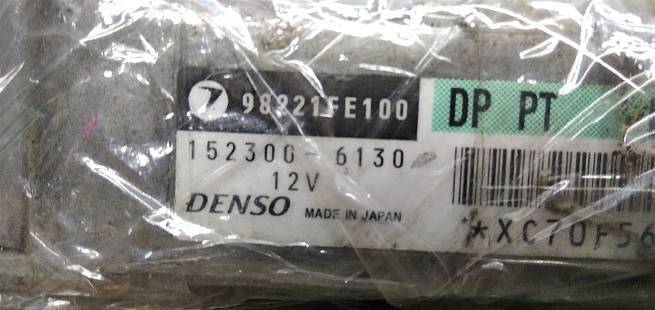 98221FE100
DP PT
152300-6130
12V
DENSO MADE IN JAPAN
*XC70F56